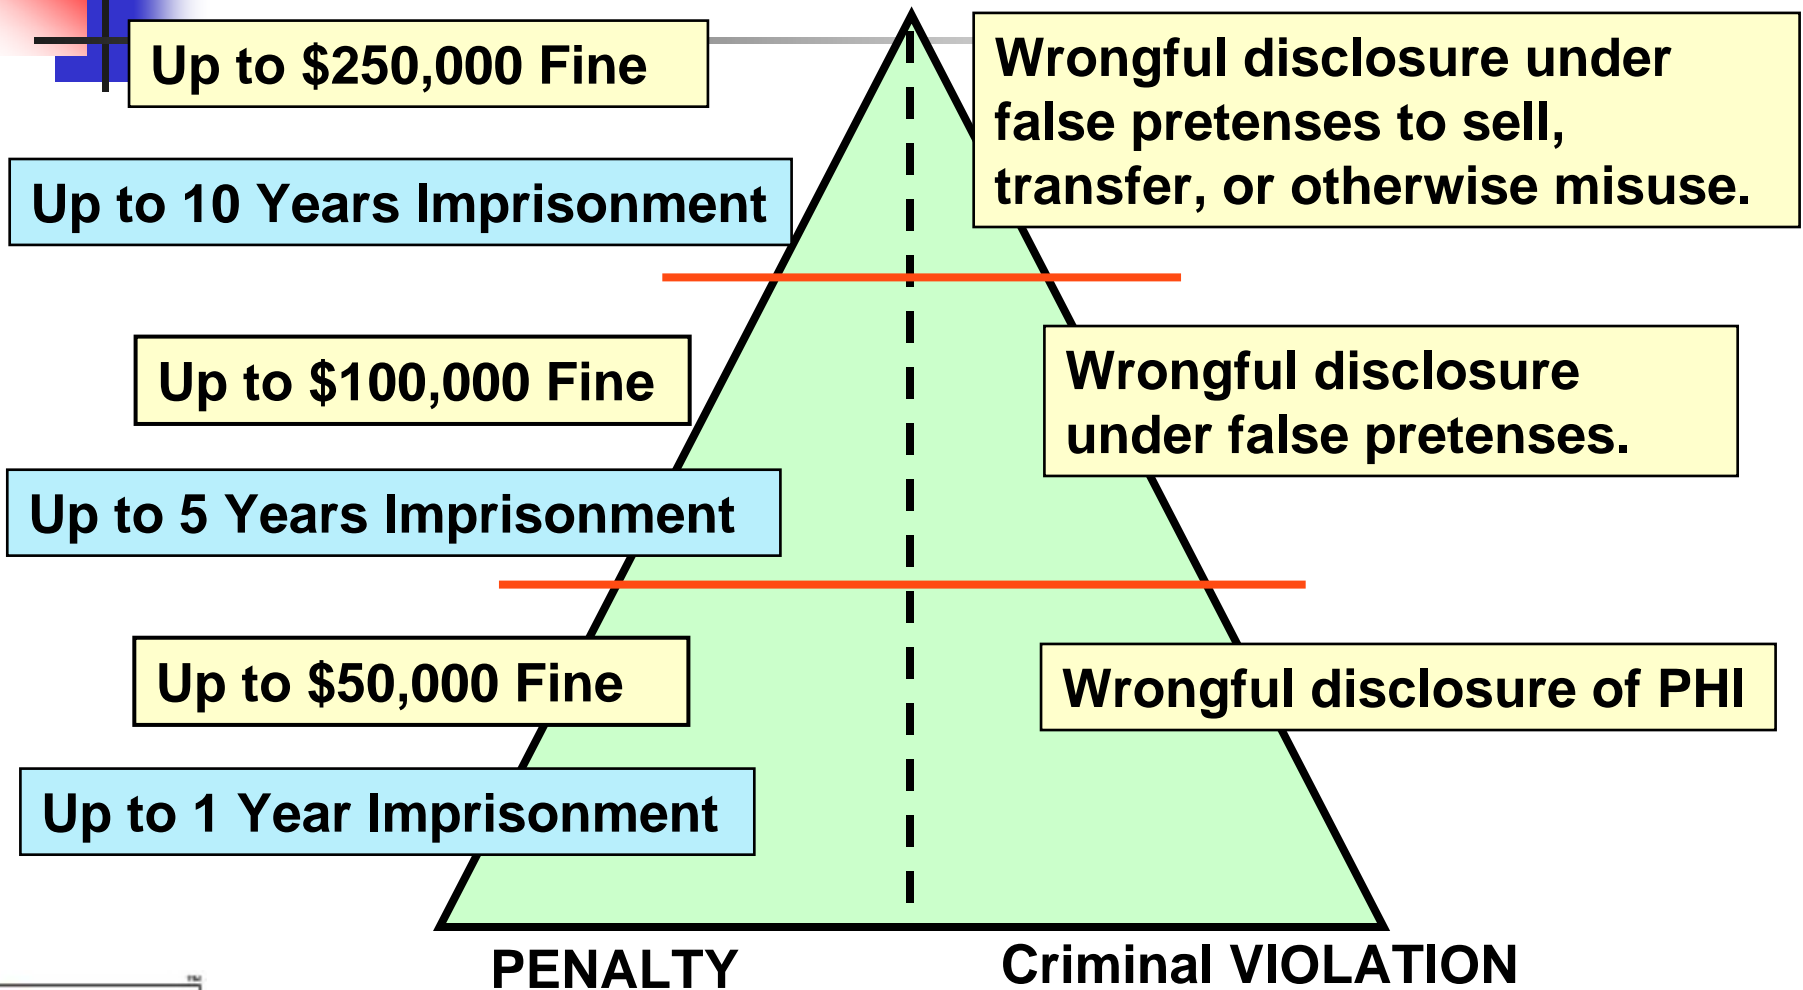 Up to $250,000 Fine
Wrongful disclosure under
false pretenses to sell,
transfer, or otherwise misuse.
Up to 10 Years Imprisonment
Up to $100,000 Fine
Wrongful disclosure
under false pretenses.
Up to 5 Years Imprisonment
Up to $50,000 Fine
Wrongful disclosure of PHI
Up to 1 Year Imprisonment
PENALTY
Criminal VIOLATION
™